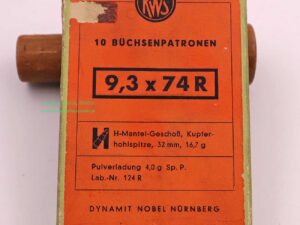 RWS
10 BÜCHSENPATRONEN
9,3 x 74 R
H-Mantel-Geschoß, Kupfer-
hohlspitze, 32 mm, 16,7 g
Pulverladung 4,0 g Sp. P.
Lab.-Nr. 124 R
DYNAMIT NOBEL NÜRNBERG